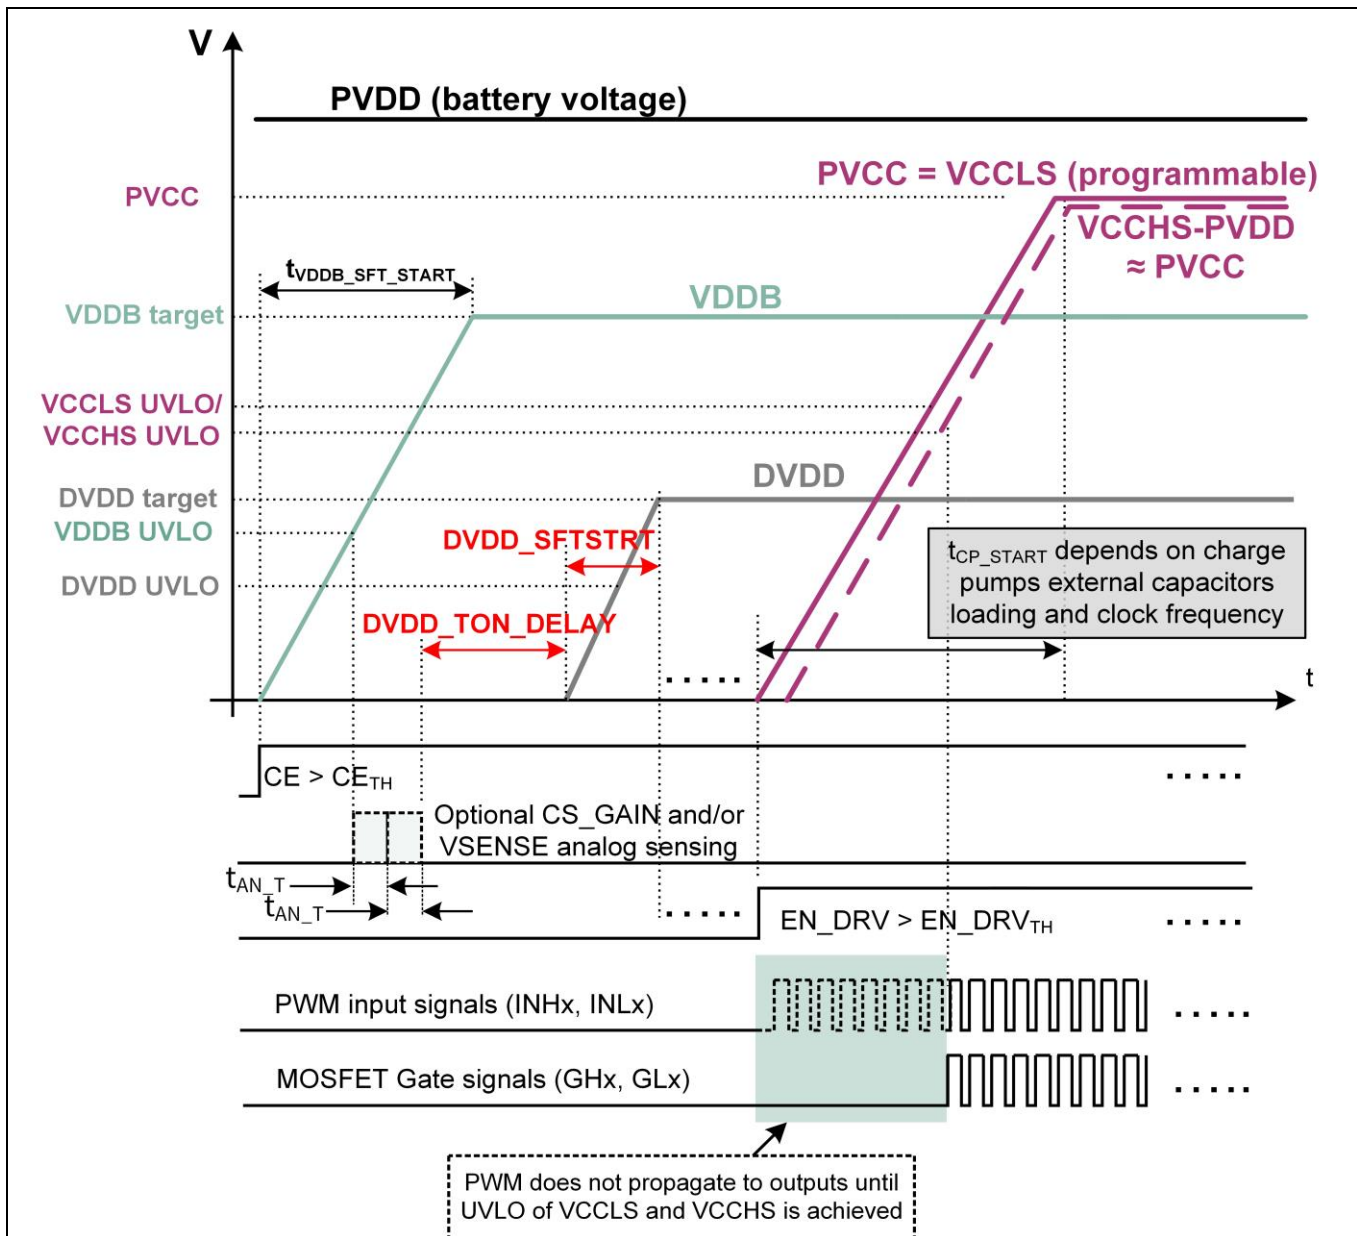 V
PVDD (battery voltage)
PVCC = VCCLS (programmable)
PVCC
VCCHS-PVDD
≈ PVCC
tVDDB_SFT_START
VDDB
VDDB target
VCCLS UVLO/
VCCHS UVLO
DVDD
DVDD target
VDDB UVLO
DVDD_SFTSTRT
DVDD UVLO
tCP_START depends on charge
pumps external capacitors
loading and clock frequency
DVDD_TON_DELAY
t
CE > CETH
Optional CS_GAIN and/or
VSENSE analog sensing
tAN_T
tAN_T
EN_DRV > EN_DRVTH
PWM input signals (INHx, INLx)
MOSFET Gate signals (GHx, GLx)
PWM does not propagate to outputs until
UVLO of VCCLS and VCCHS is achieved